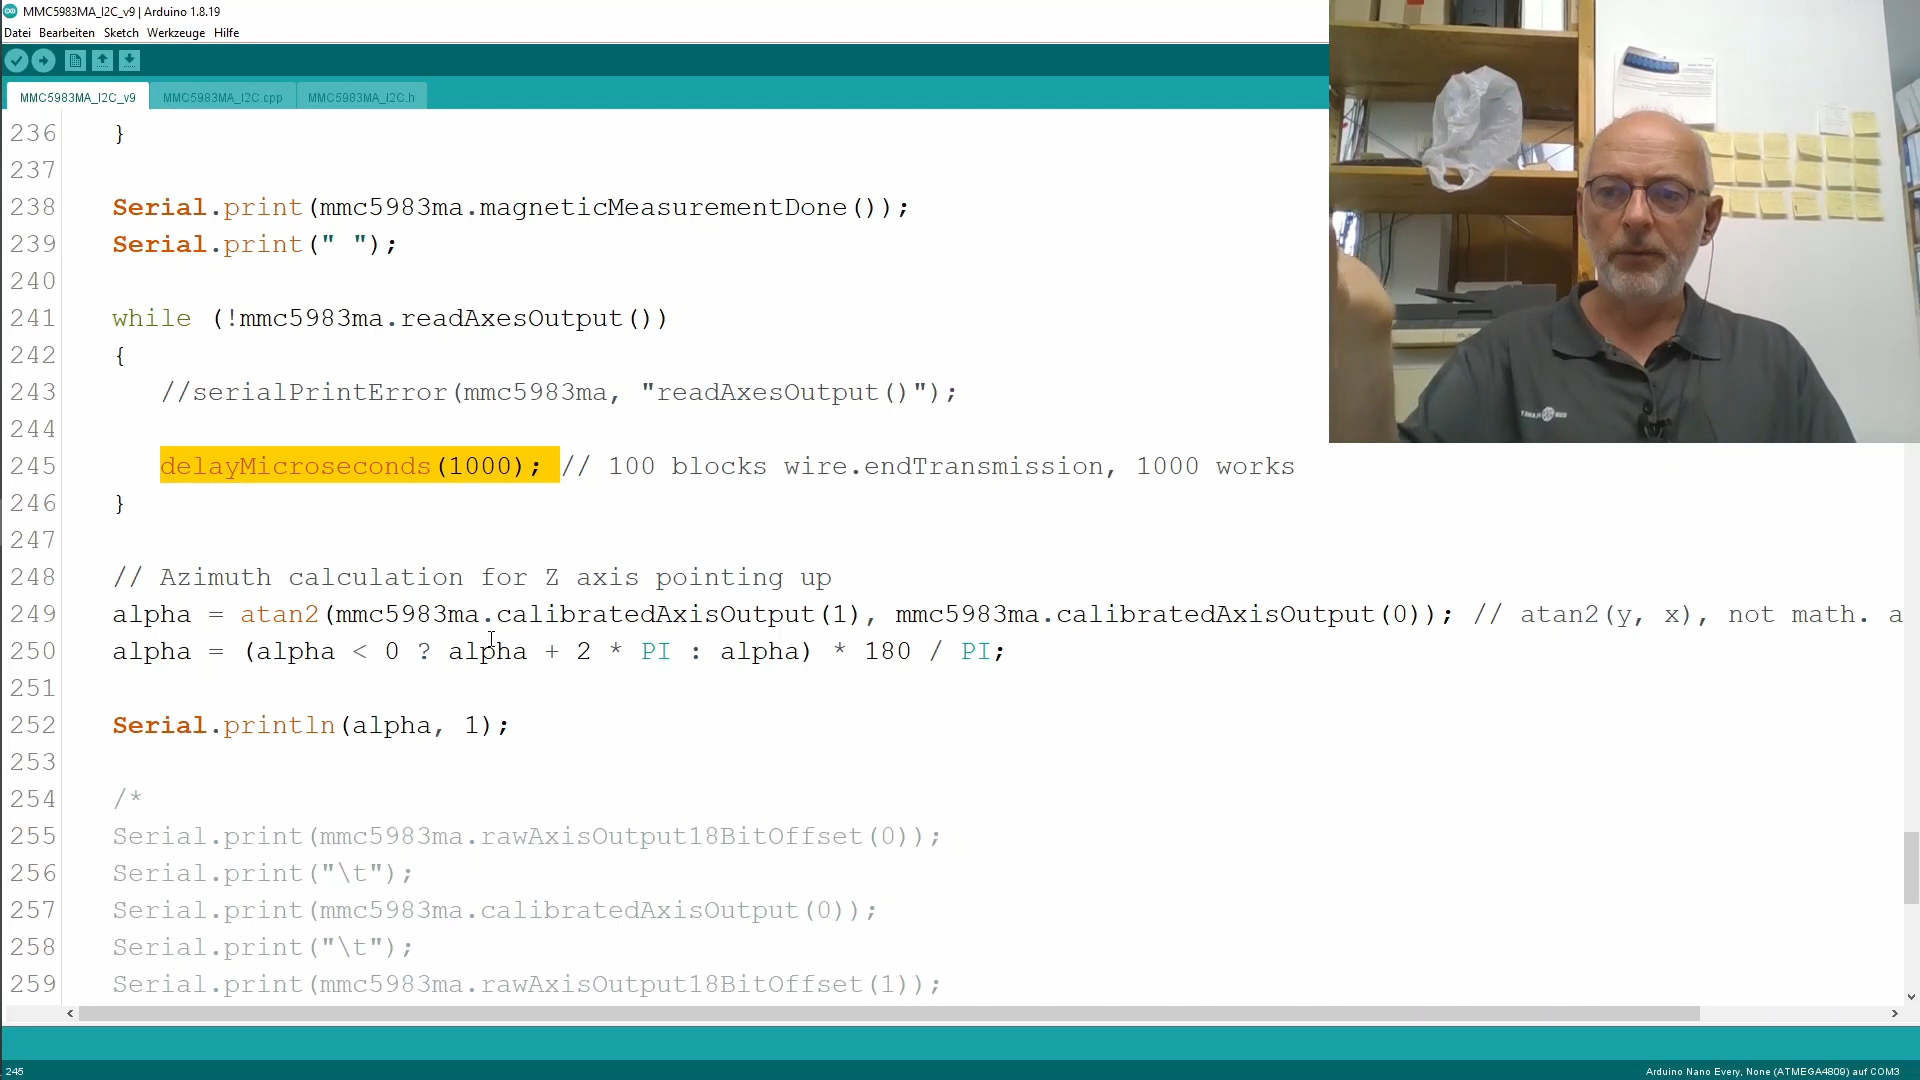 MMC5983MA_I2C_v9 | Arduino 1.8.19
Datei Bearbeiten Sketch Werkzeuge Hilfe
MMC5983MA_I2C_v9 MMC5983MA_I2C.cpp MMC5983MA_I2C.h
236 }
237
238 Serial.print(mmc5983ma.magneticMeasurementDone());
239 Serial.print(" ");
240
241 while (!mmc5983ma.readAxesOutput())
242 {
243 //serialPrintError(mmc5983ma, "readAxesOutput()");
244
245 delayMicroseconds(1000); // 100 blocks wire.endTransmission, 1000 works
246 }
247
248 // Azimuth calculation for Z axis pointing up
249 alpha = atan2(mmc5983ma.calibratedAxisOutput(1), mmc5983ma.calibratedAxisOutput(0)); // atan2(y, x), not math. a
250 alpha = (alpha < 0 ? alpha + 2 * PI : alpha) * 180 / PI;
251
252 Serial.println(alpha, 1);
253
254 /*
255 Serial.print(mmc5983ma.rawAxisOutput18BitOffset(0));
256 Serial.print("\t");
257 Serial.print(mmc5983ma.calibratedAxisOutput(0));
258 Serial.print("\t");
259 Serial.print(mmc5983ma.rawAxisOutput18BitOffset(1));
245
Arduino Nano Every, None (ATMEGA4809) auf COM3